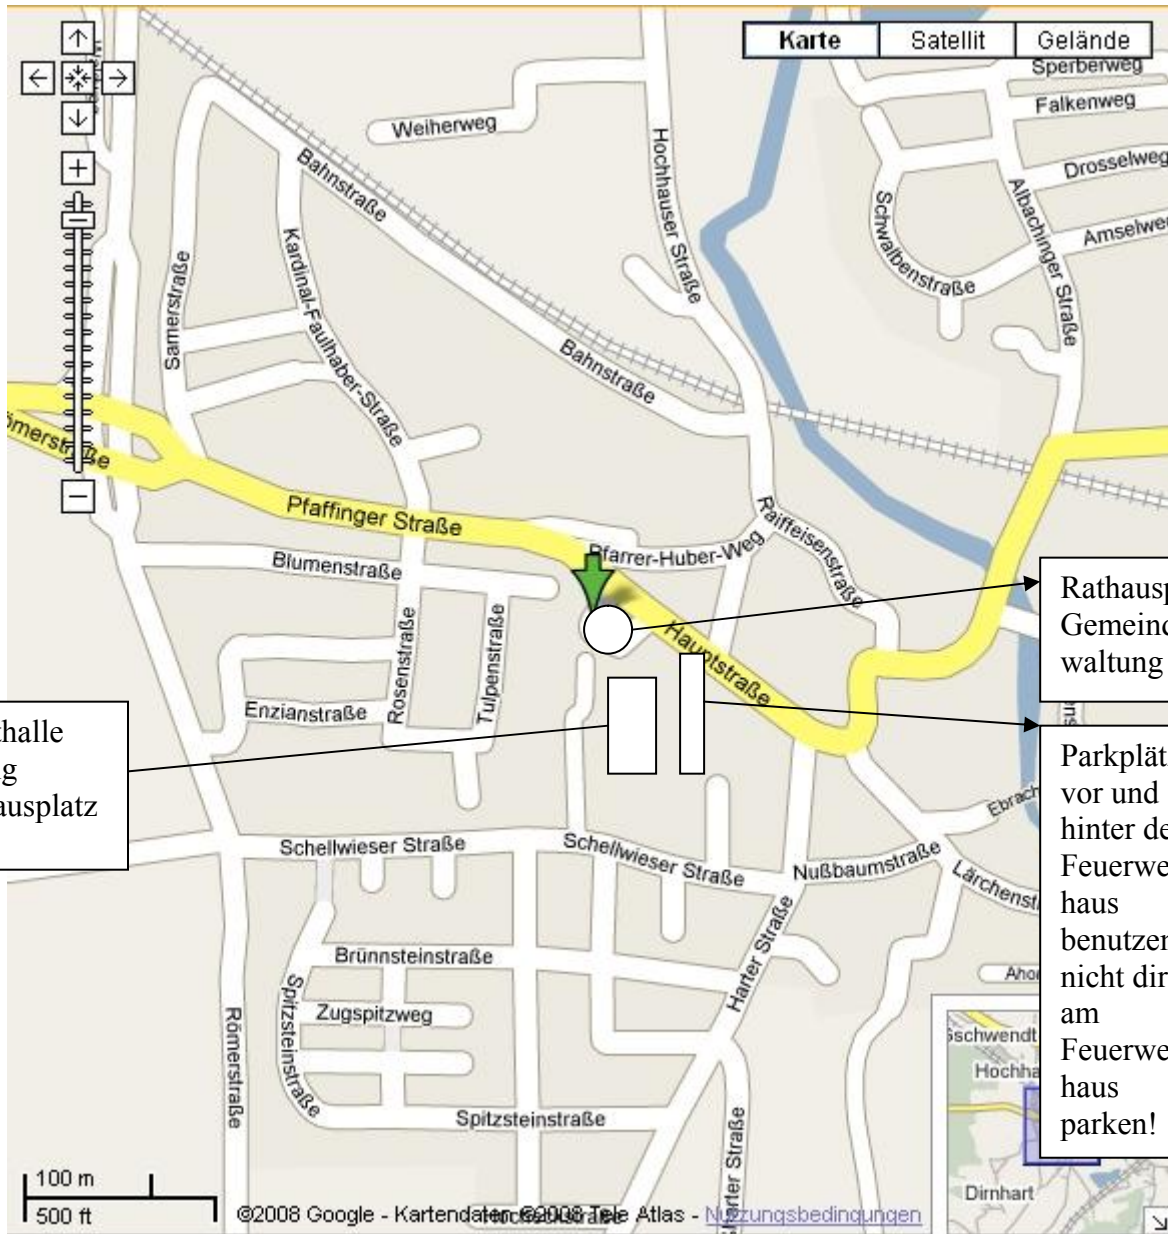 Karte
Satellit
Gelände
Sperberweg
Falkenweg
Drosselweg
Amselweg
Weiherweg
Hochhauser Straße
Schwalbenstraße
Albachinger Straße
Bahnstraße
Kardinal-Faulhaber-Straße
Samerstraße
Bahnstraße
ömerstraße
Pfaffinger Straße
Raiffeisenstraße
Pfarrer-Huber-Weg
Blumenstraße
Hauptstraße
Rosenstraße
Tulpenstraße
Enzianstraße
Rathausp
Gemeind
waltung
halle
g
ausplatz
Parkplät
vor und
hinter de
Feuerwe
haus
benutzen
nicht dir
am
Feuerwe
haus
parken!
Ebrach
Schellwieser Straße
Schellwieser Straße
Nußbaumstraße
Lärchenst
Harter Straße
Brünnsteinstraße
Zugspitzweg
Spitzsteinstraße
Römerstraße
Spitzsteinstraße
harter Straße
Aho
Gschwendt
Hochha
Dirnhart
100 m
500 ft
©2008 Google - Kartendaten ©2008 Tele Atlas - Nutzungsbedingungen